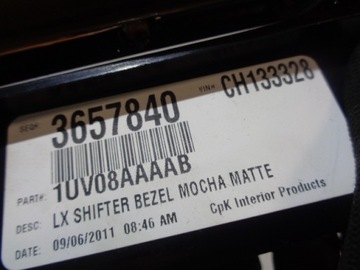 SEQ# 3657840 VIN# CH133328
PART# 1UV08AAAAB
DESC: LX SHIFTER BEZEL MOCHA MATTE
DATE: 09/06/2011 08:46 AM CpK Interior Products